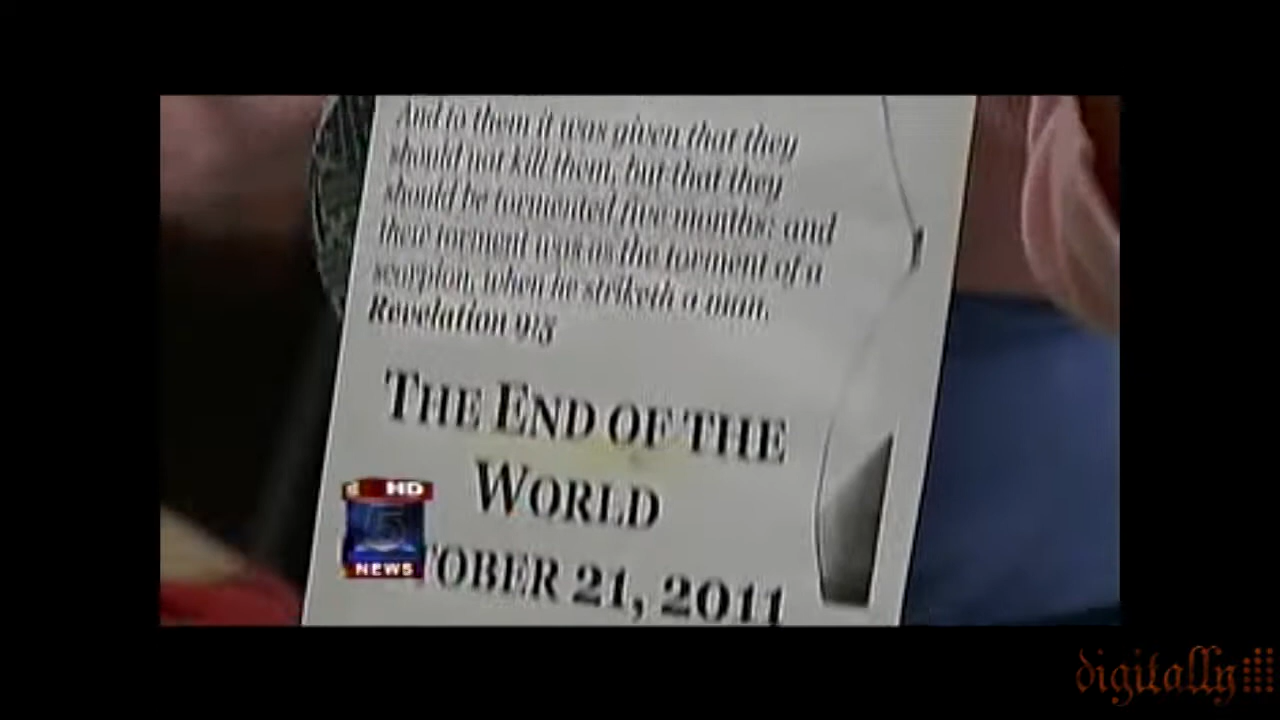 And to them it was given that they
should not kill them, but that they
should be tormented five months: and
their torment was as the torment of a
scorpion, when he striketh a man.
Revelation 9:5
THE END OF THE
WORLD
TOBER 21, 2011
HD
5
NEWS
digitally